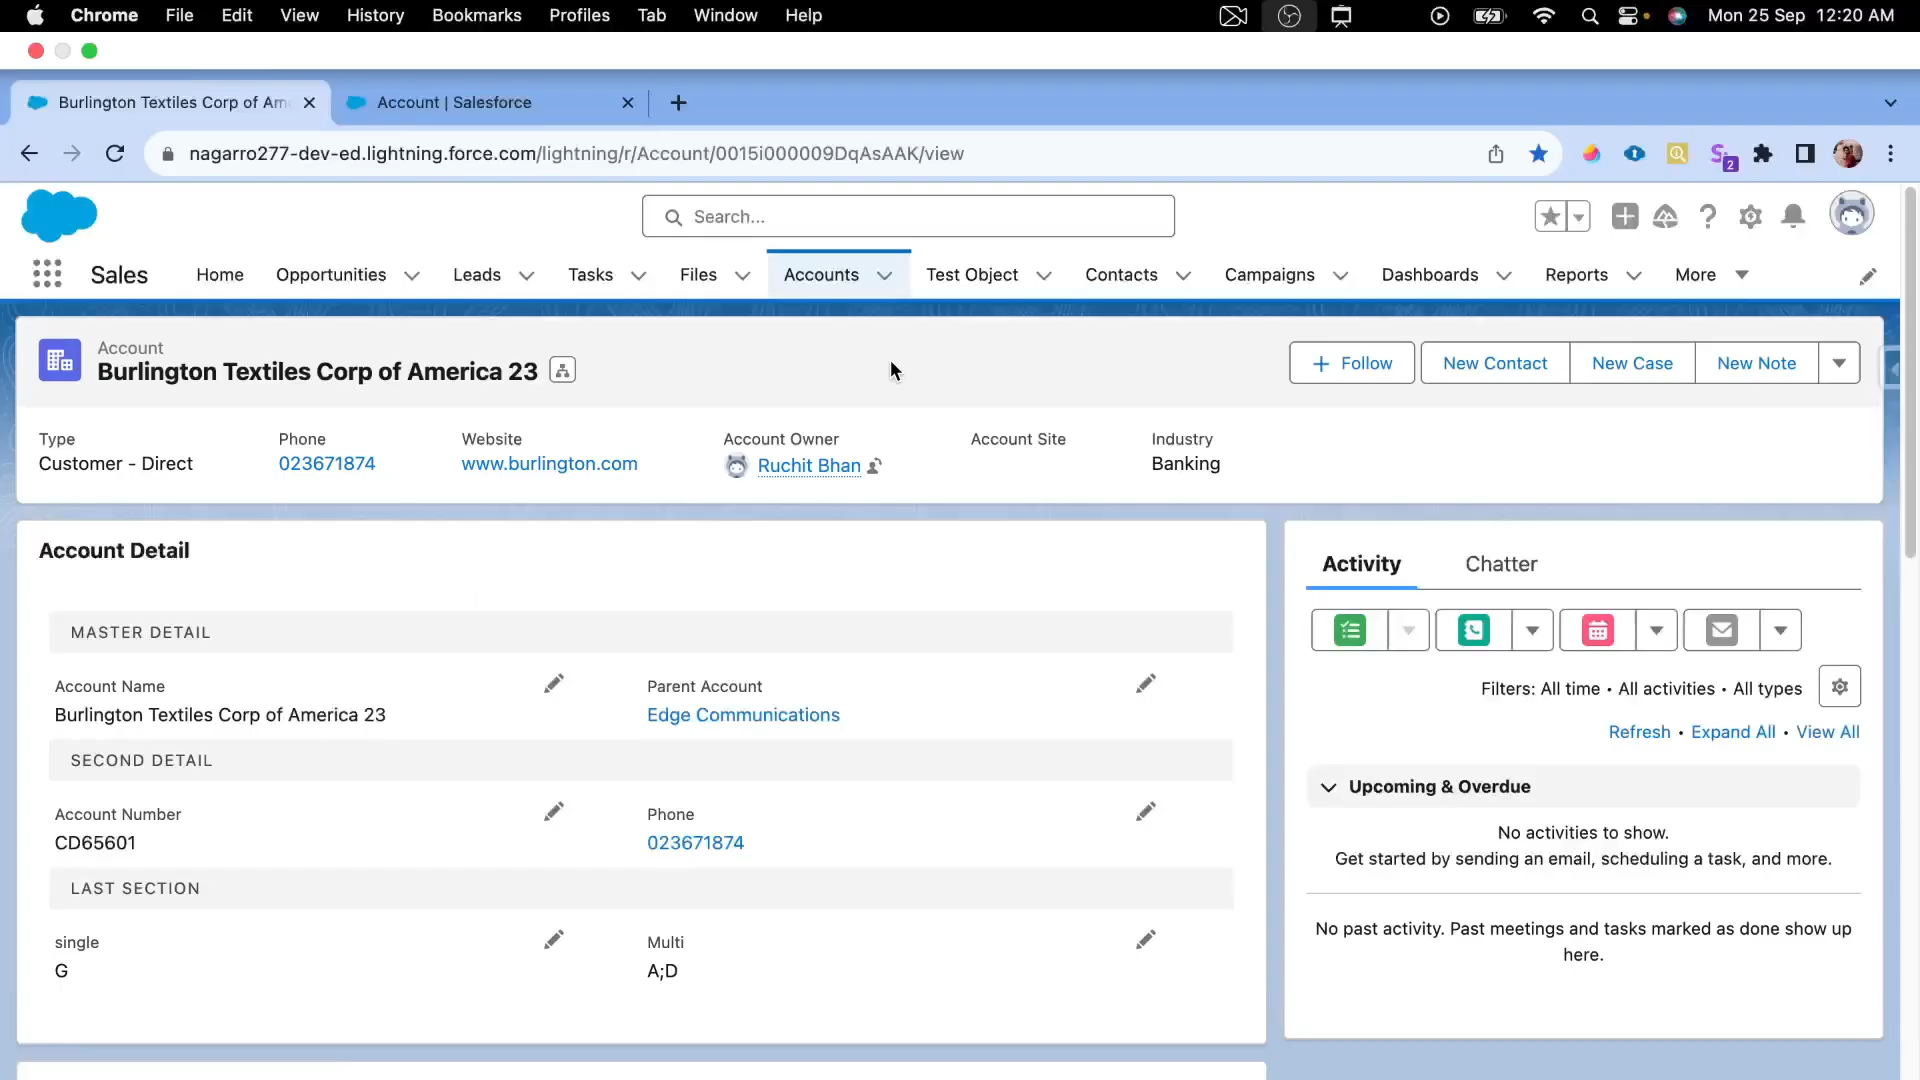 Chrome File Edit View History Bookmarks Profiles Tab Window Help Mon 25 Sep 12:20 AM
Burlington Textiles Corp of Am Account | Salesforce
nagarro277-dev-ed.lightning.force.com/lightning/r/Account/0015i000009DqAsAAK/view
2
Search...
Sales Home Opportunities Leads Tasks Files Accounts Test Object Contacts Campaigns Dashboards Reports More
Account
Burlington Textiles Corp of America 23
Follow New Contact New Case New Note
Type Phone Website Account Owner Account Site Industry
Customer - Direct 023671874 www.burlington.com Ruchit Bhan Banking
Account Detail
MASTER DETAIL
Account Name Parent Account
Burlington Textiles Corp of America 23 Edge Communications
SECOND DETAIL
Account Number Phone
CD65601 023671874
LAST SECTION
single Multi
G A;D
Activity Chatter
Filters: All time • All activities • All types
Refresh • Expand All • View All
Upcoming & Overdue
No activities to show.
Get started by sending an email, scheduling a task, and more.
No past activity. Past meetings and tasks marked as done show up
here.